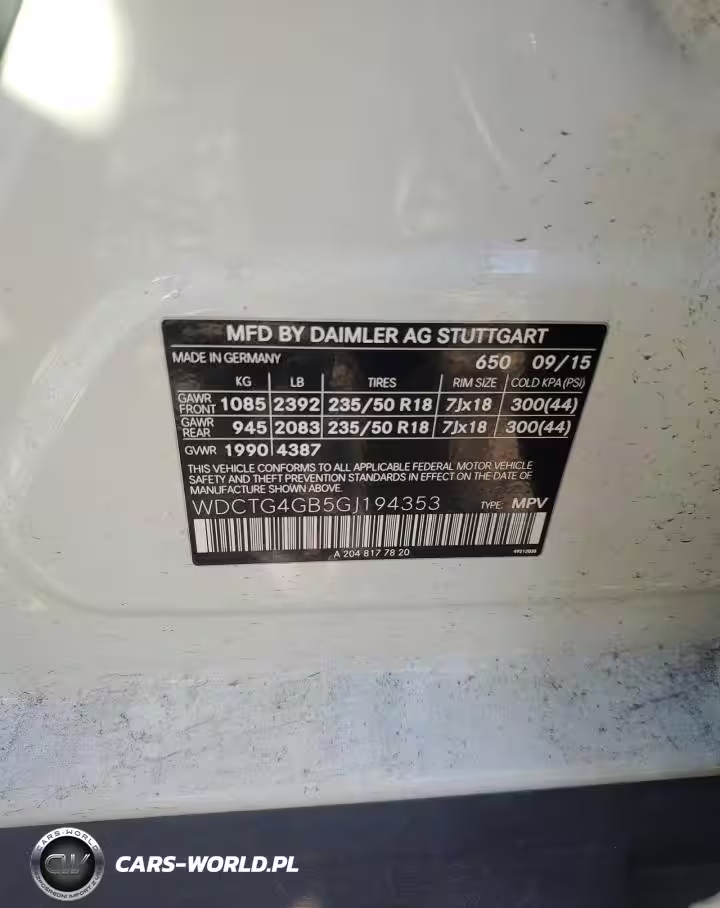 MFD BY DAIMLER AG STUTTGART
MADE IN GERMANY 650 09/15
KG LB TIRES RIM SIZE COLD KPA (PSI)
GAWR FRONT 1085 2392 235/50 R18 7Jx18 300(44)
GAWR REAR 945 2083 235/50 R18 7Jx18 300(44)
GVWR 1990 4387
THIS VEHICLE CONFORMS TO ALL APPLICABLE FEDERAL MOTOR VEHICLE
SAFETY AND THEFT PREVENTION STANDARDS IN EFFECT ON THE DATE OF
MANUFACTURE SHOWN ABOVE.
WDCTG4GB5GJ194353 TYPE: MPV
A 204 817 78 20
CARS-WORLD
CW
CARS-WORLD.PL